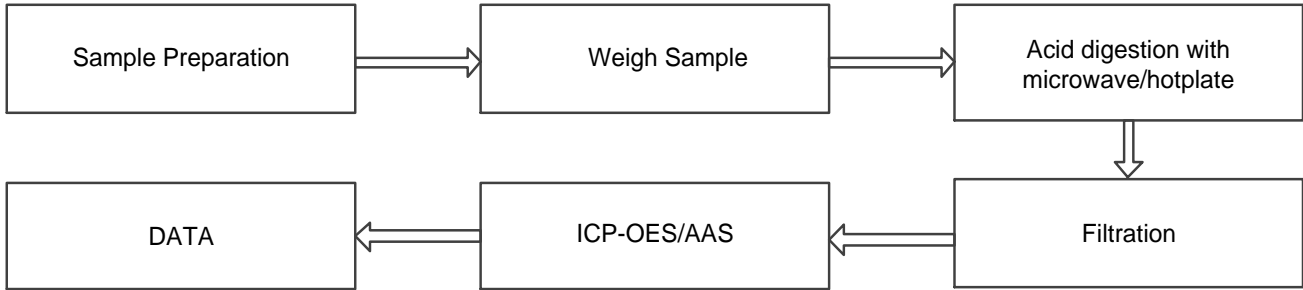 Sample Preparation
Weigh Sample
Acid digestion with
microwave/hotplate
Filtration
ICP-OES/AAS
DATA